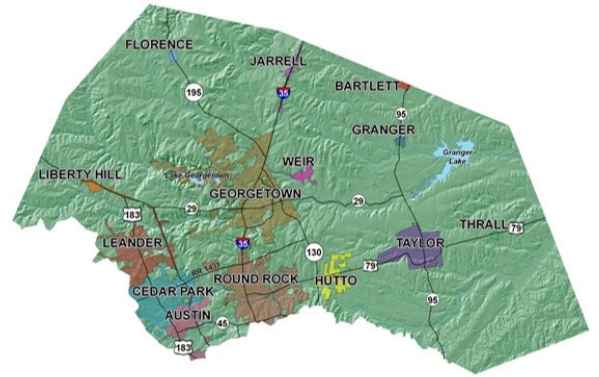 FLORENCE
JARRELL
35
195
BARTLETT
95
GRANGER
Granger
Lake
WEIR
LIBERTY HILL
Lake Georgetown
GEORGETOWN
183
29
29
THRALL
79
LEANDER
35
TAYLOR
130
79
RR 1431
CEDAR PARK
ROUND ROCK
HUTTO
AUSTIN
45
95
183